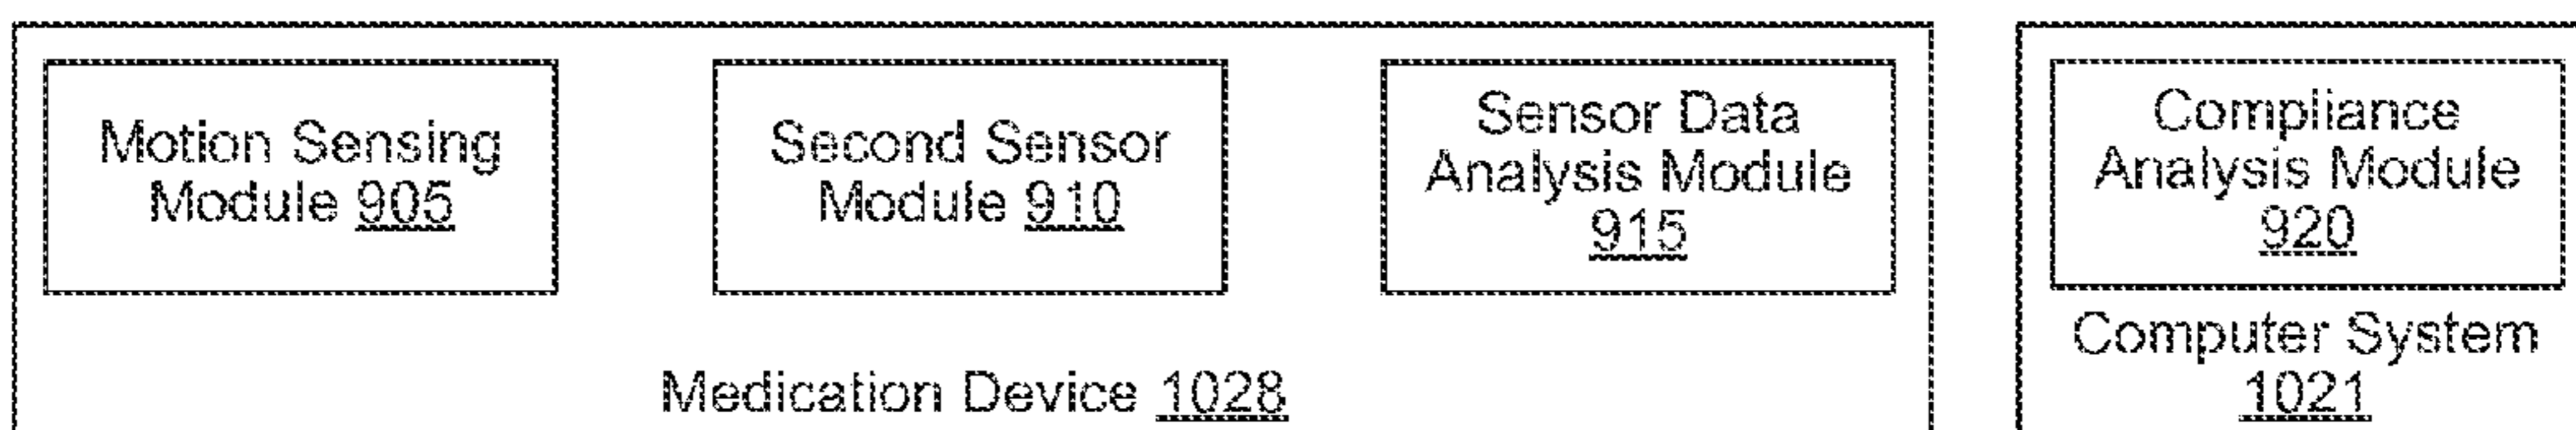 Motion Sensing
Module 905
Second Sensor
Module 910
Sensor Data
Analysis Module
915
Medication Device 1028
Compliance
Analysis Module
920
Computer System
1021